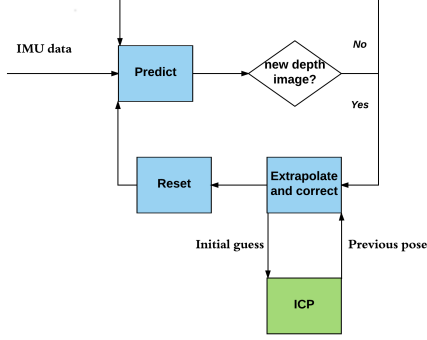 IMU data
Predict
new depth
image?
No
Yes
Reset
Extrapolate
and correct
Initial guess
Previous pose
ICP